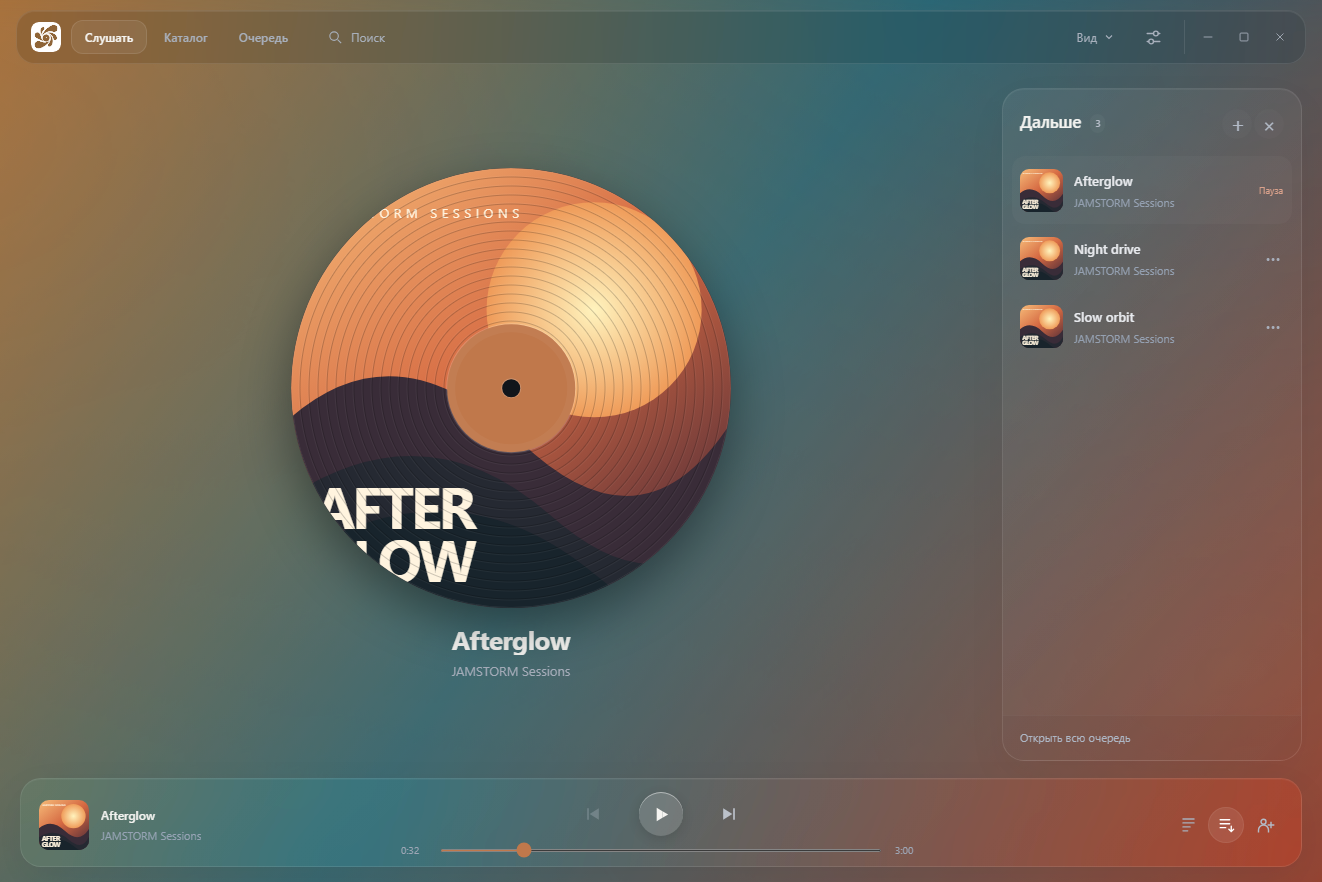 Слушать
Каталог
Очередь
Поиск
Вид
ORM SESSIONS
AFTER
LOW
Afterglow
JAMSTORM Sessions
Дальше 3
AFTER
GLOW
Afterglow
JAMSTORM Sessions
Пауза
AFTER
GLOW
Night drive
JAMSTORM Sessions
AFTER
GLOW
Slow orbit
JAMSTORM Sessions
Открыть всю очередь
AFTER
GLOW
Afterglow
JAMSTORM Sessions
0:32
3:00